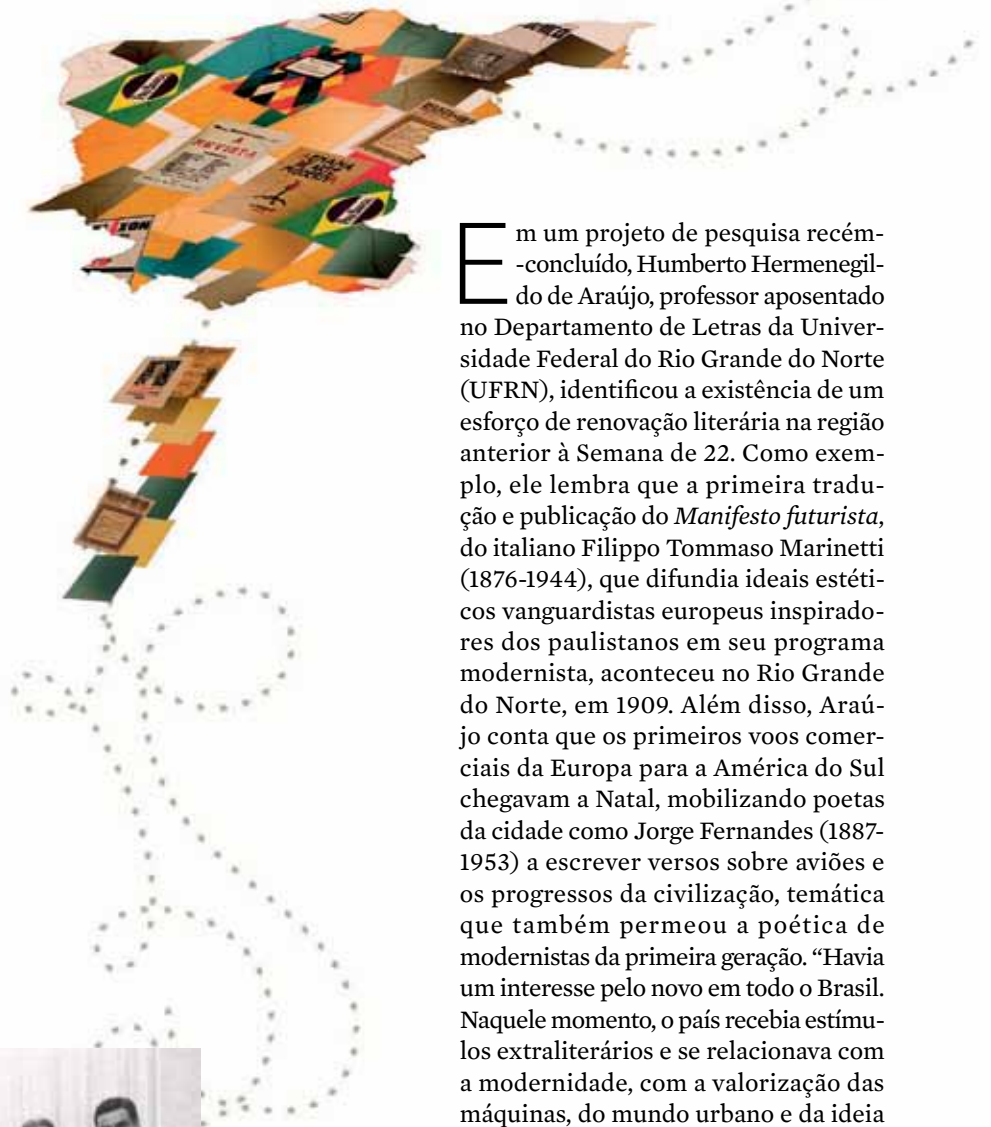 A
REVISTA
Em um projeto de pesquisa recém-
-concluído, Humberto Hermenegil-
do de Araújo, professor aposentado
no Departamento de Letras da Univer-
sidade Federal do Rio Grande do Norte
(UFRN), identificou a existência de um
esforço de renovação literária na região
anterior à Semana de 22. Como exem-
plo, ele lembra que a primeira tradu-
ção e publicação do Manifesto futurista,
do italiano Filippo Tommaso Marinetti
(1876-1944), que difundia ideais estéti-
cos vanguardistas europeus inspirado-
res dos paulistanos em seu programa
modernista, aconteceu no Rio Grande
do Norte, em 1909. Além disso, Araú-
jo conta que os primeiros voos comer-
ciais da Europa para a América do Sul
chegavam a Natal, mobilizando poetas
da cidade como Jorge Fernandes (1887-
1953) a escrever versos sobre aviões e
os progressos da civilização, temática
que também permeou a poética de
modernistas da primeira geração. “Havia
um interesse pelo novo em todo o Brasil.
Naquele momento, o país recebia estímu-
los extraliterários e se relacionava com
a modernidade, com a valorização das
máquinas, do mundo urbano e da ideia